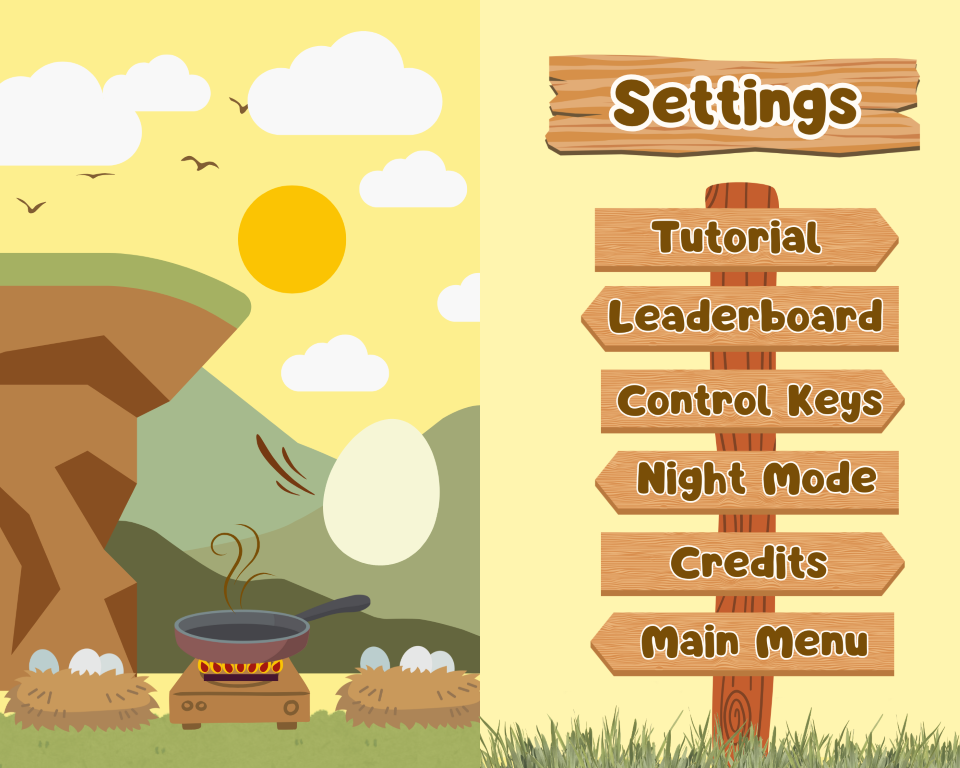 Settings
Tutorial
Leaderboard
Control Keys
Night Mode
Credits
Main Menu